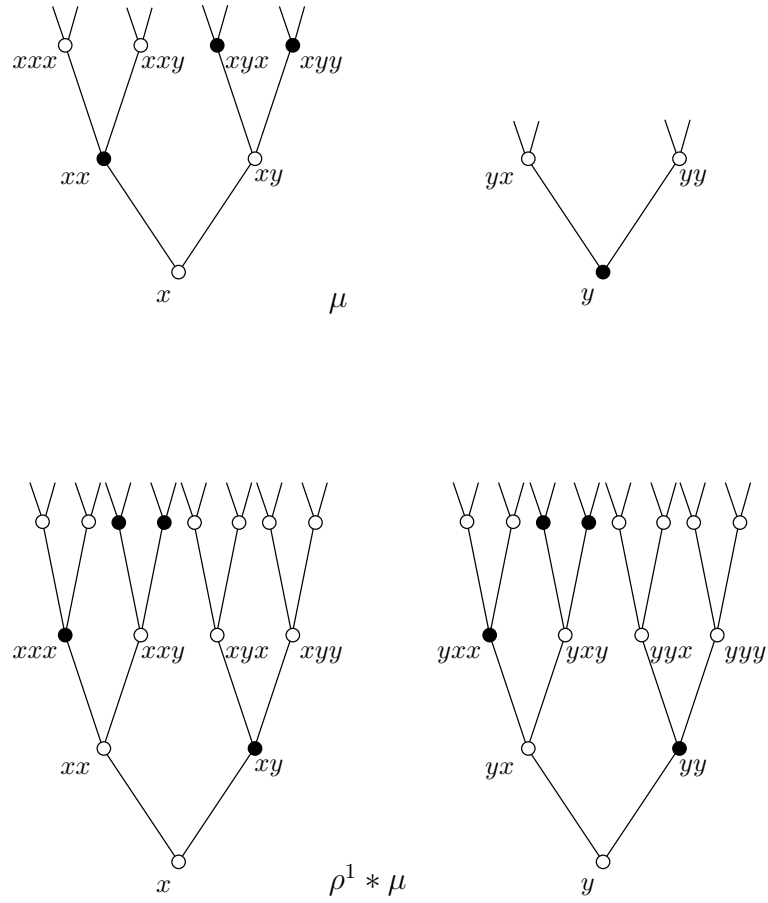 xxx xxy xyx xyy
xx xy yx yy
x μ y
xxx xxy xyx xyy yxx yxy yyx yyy
xx xy yx yy
x ρ¹ ∗ μ y